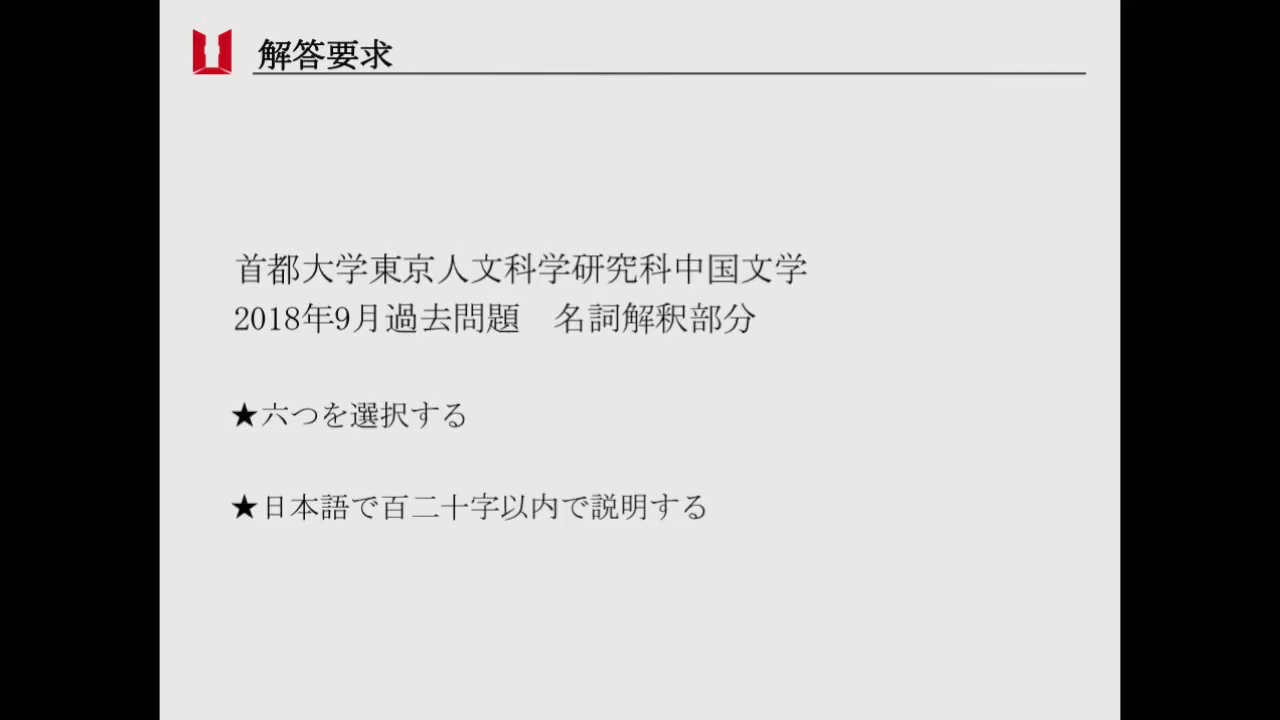 解答要求
首都大学東京人文科学研究科中国文学
2018年9月過去問題　名詞解釈部分
★六つを選択する
★日本語で百二十字以内で説明する